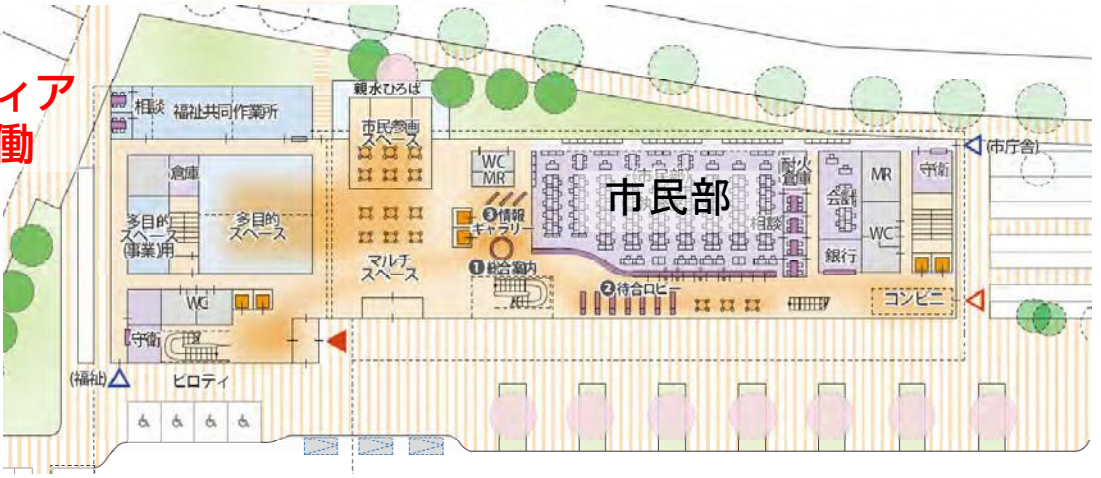 ィア
働
親水ひろば
相談
福祉共同作業所
市民参画
スペース
倉庫
多目的
スペース
(事業)用
多目的
スペース
WC
MR
市民部
耐火
倉庫
相談
会計
銀行
MR
WC
守衛
(市庁舎)
❸情報
ギャラリー
❶総合案内
マルチ
スペース
❷待合ロビー
コンビニ
WC
守衛
(福祉)
ピロティ